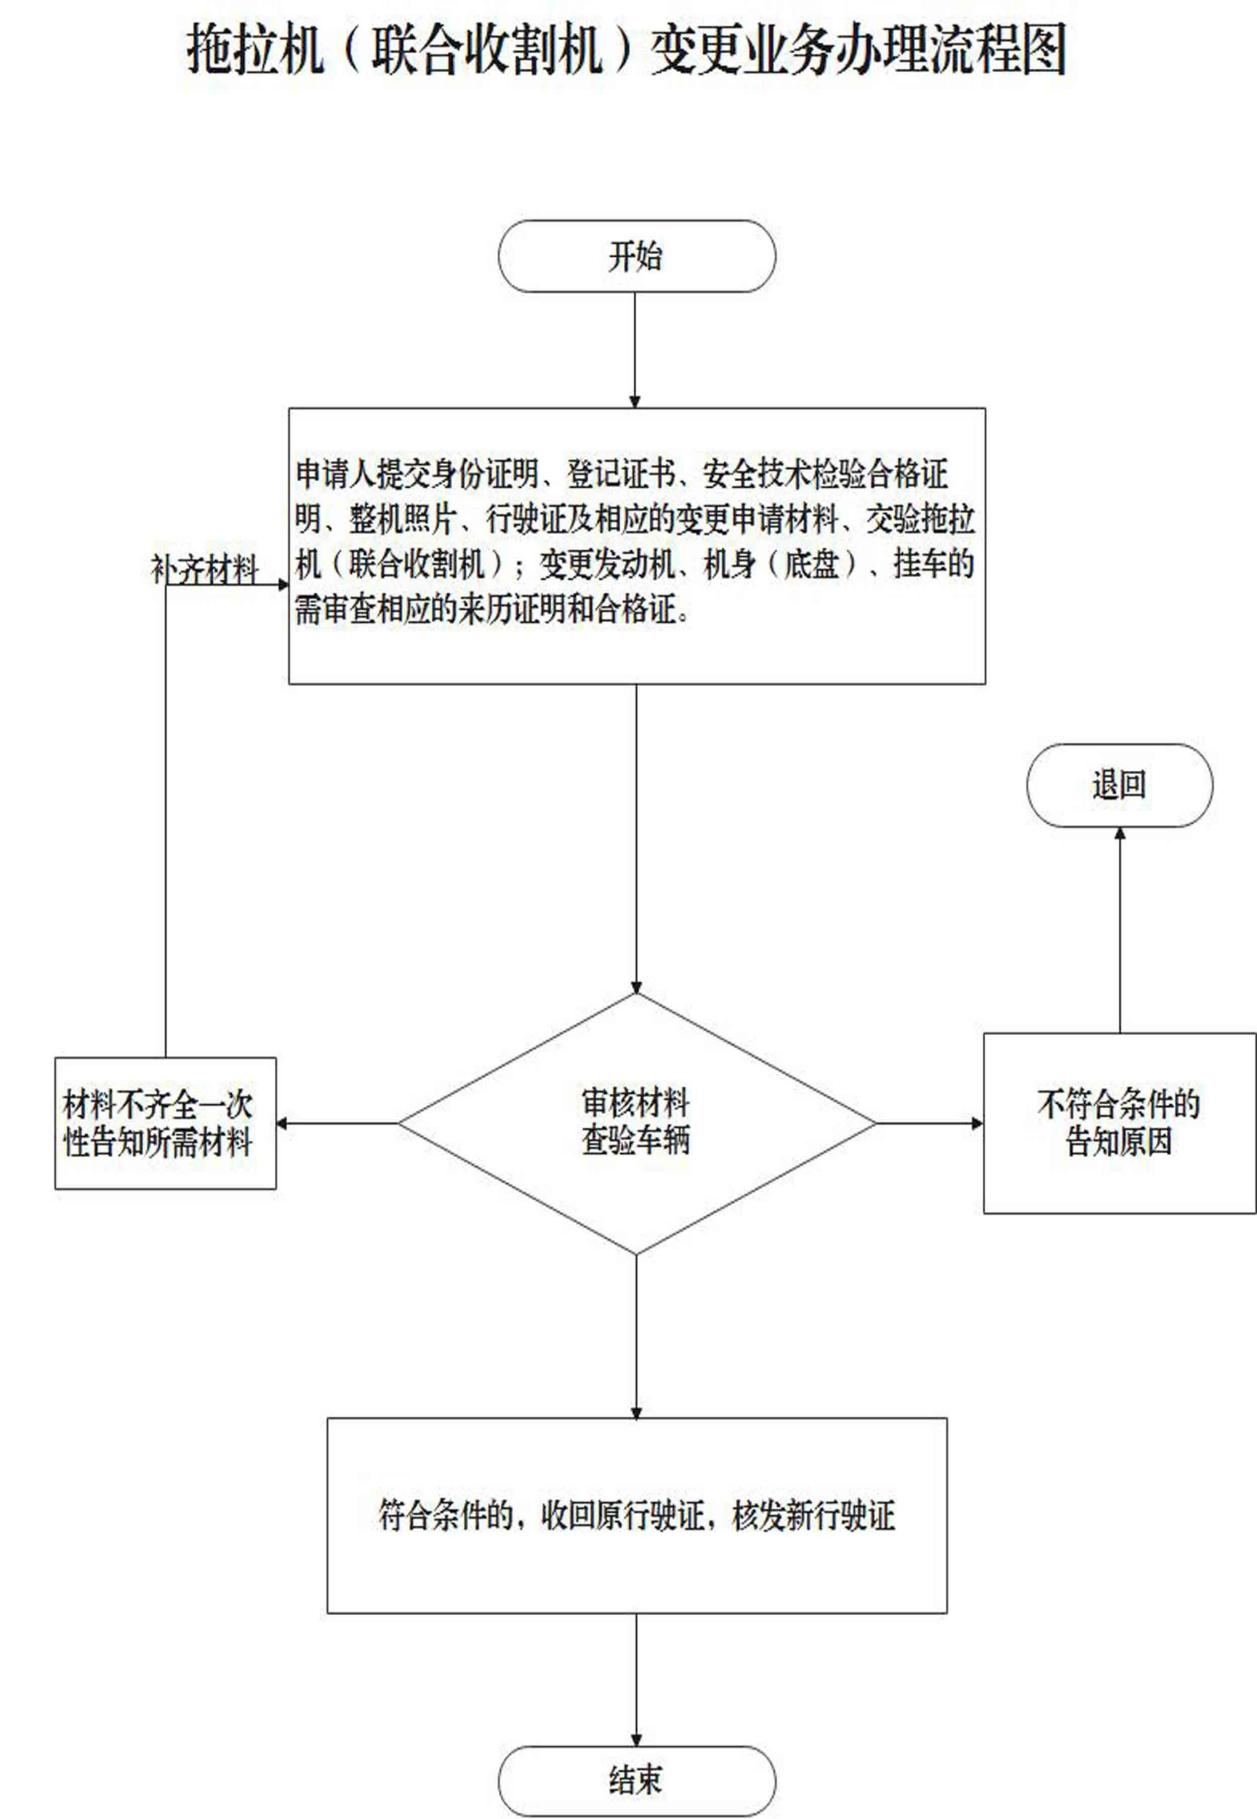 拖拉机（联合收割机）变更业务办理流程图
开始
申请人提交身份证明、登记证书、安全技术检验合格证
明、整机照片、行驶证及相应的变更申请材料、交验拖拉
机（联合收割机）；变更发动机、机身（底盘）、挂车的
需审查相应的来历证明和合格证。
补齐材料
退回
材料不齐全一次
性告知所需材料
审核材料
查验车辆
不符合条件的
告知原因
符合条件的，收回原行驶证，核发新行驶证
结束